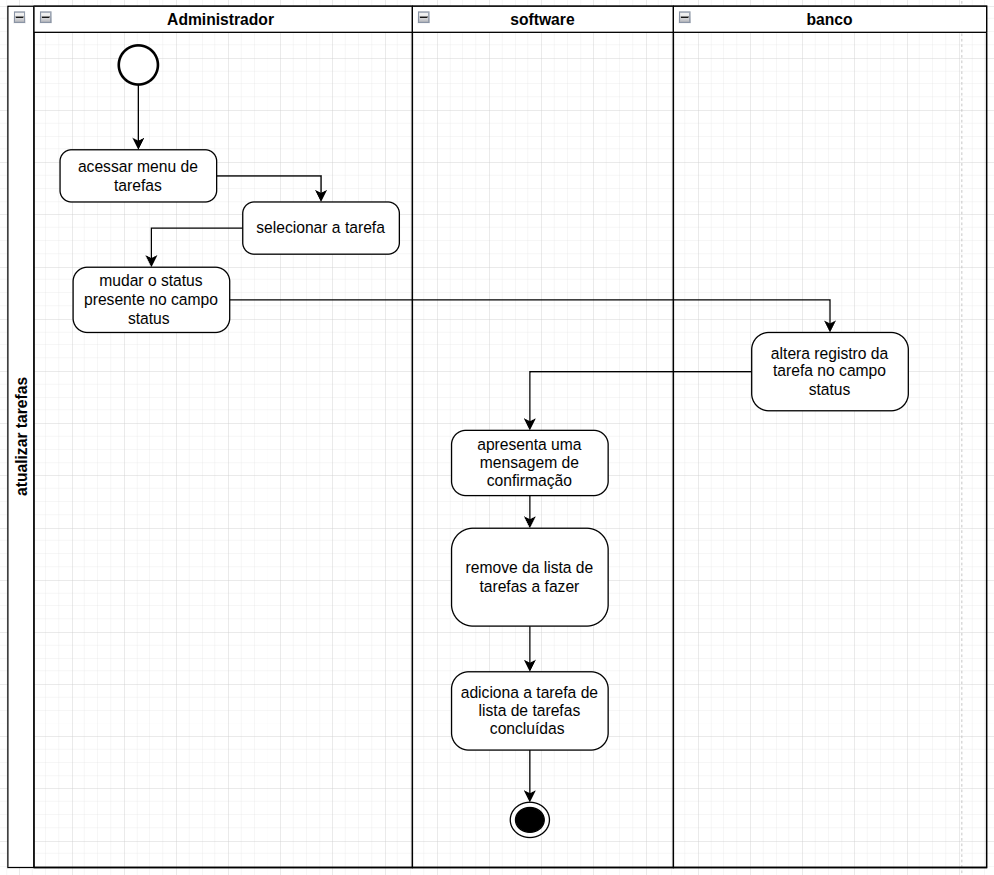 Administrador
software
banco
atualizar tarefas
acessar menu de
tarefas
selecionar a tarefa
mudar o status
presente no campo
status
altera registro da
tarefa no campo
status
apresenta uma
mensagem de
confirmação
remove da lista de
tarefas a fazer
adiciona a tarefa de
lista de tarefas
concluídas